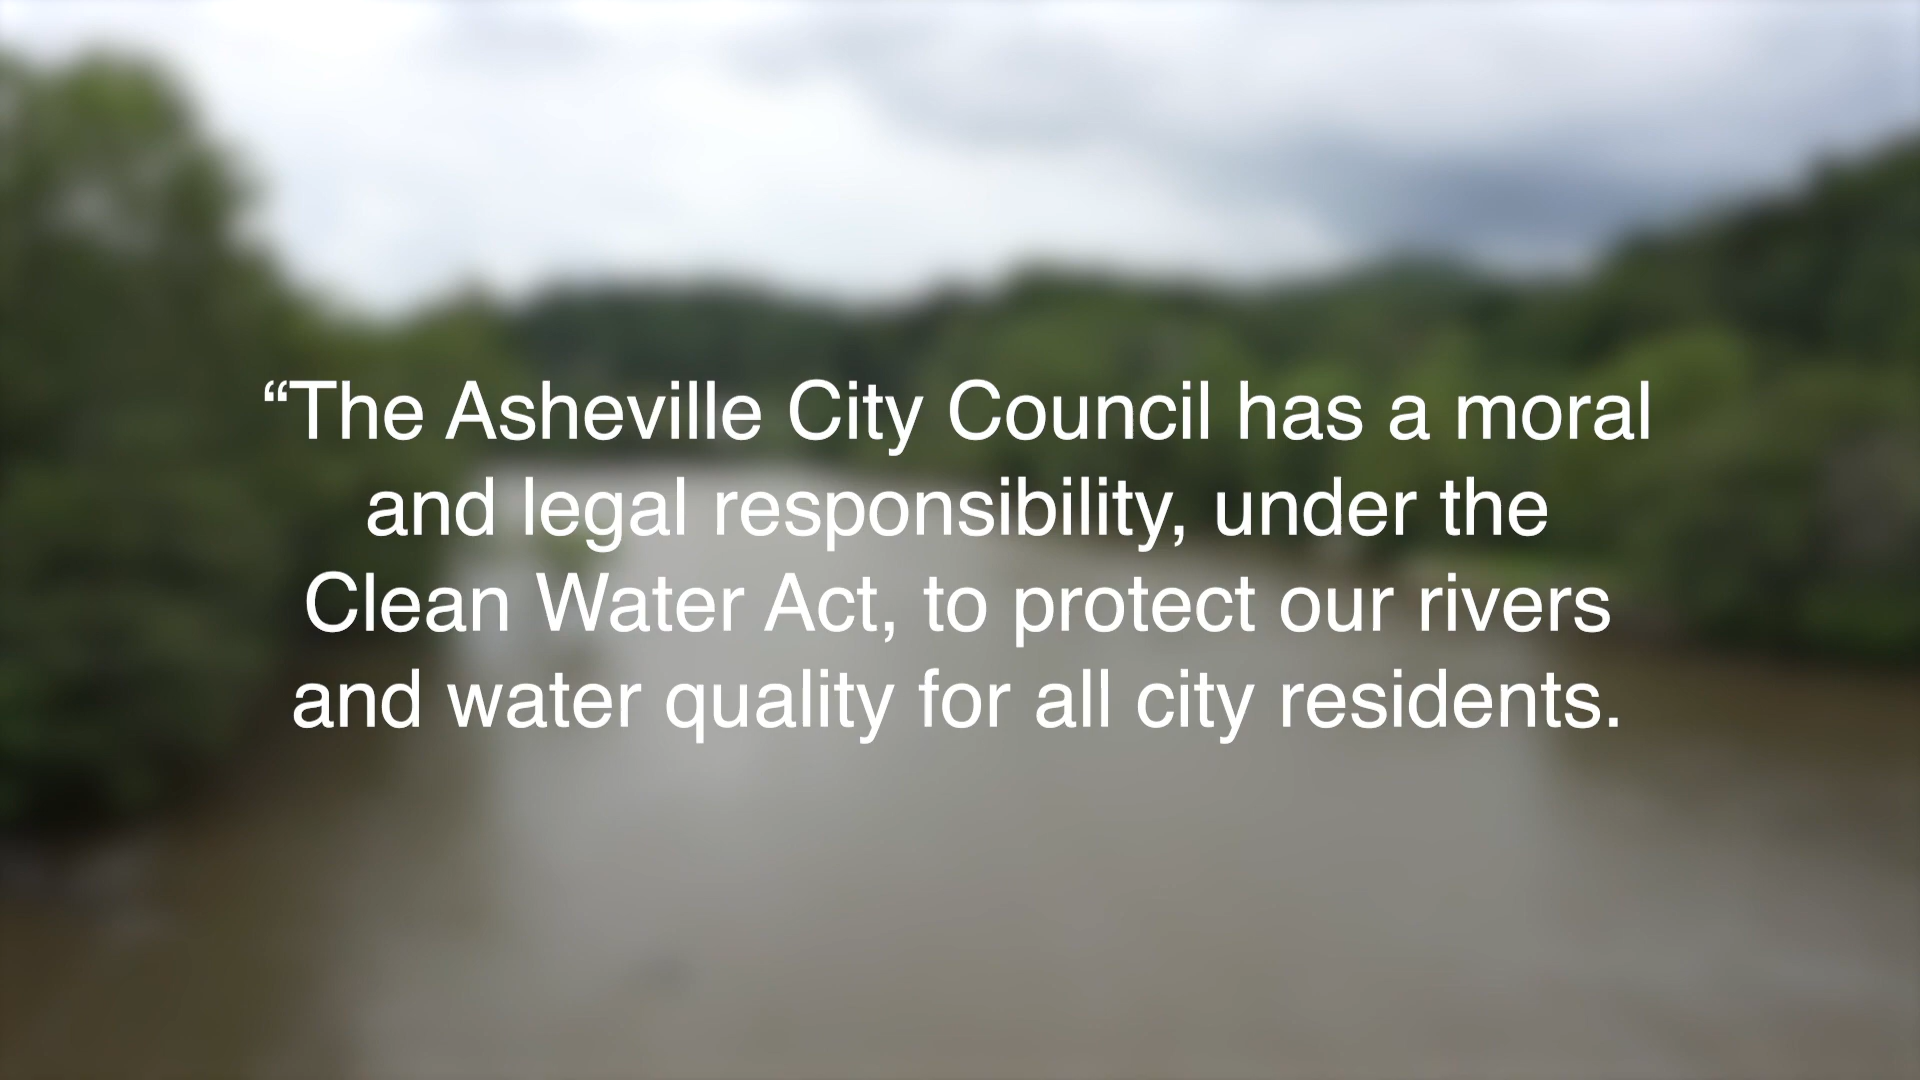 “The Asheville City Council has a moral
and legal responsibility, under the
Clean Water Act, to protect our rivers
and water quality for all city residents.